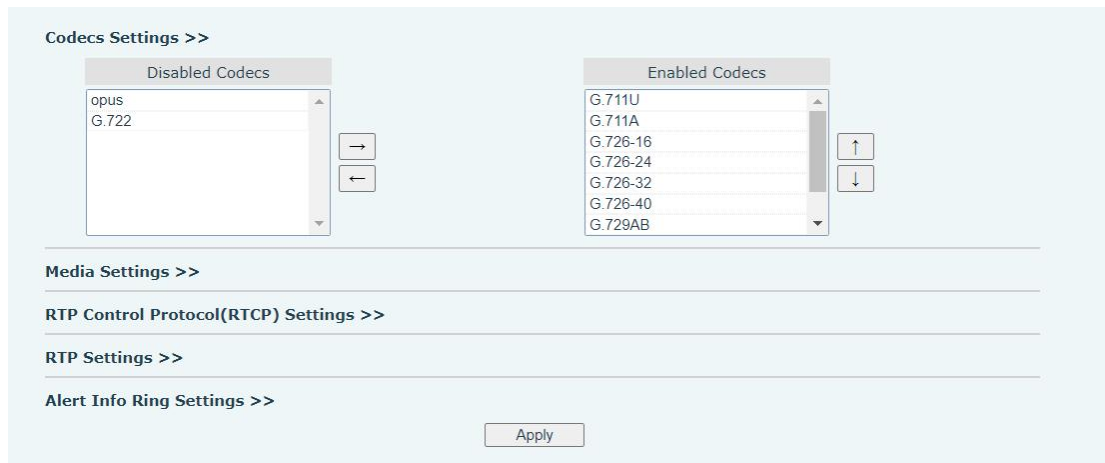 Codecs Settings >>
Disabled Codecs
opus
G.722
→
←
Enabled Codecs
G.711U
G.711A
G.726-16
G.726-24
G.726-32
G.726-40
G.729AB
↑
↓
Media Settings >>
RTP Control Protocol(RTCP) Settings >>
RTP Settings >>
Alert Info Ring Settings >>
Apply